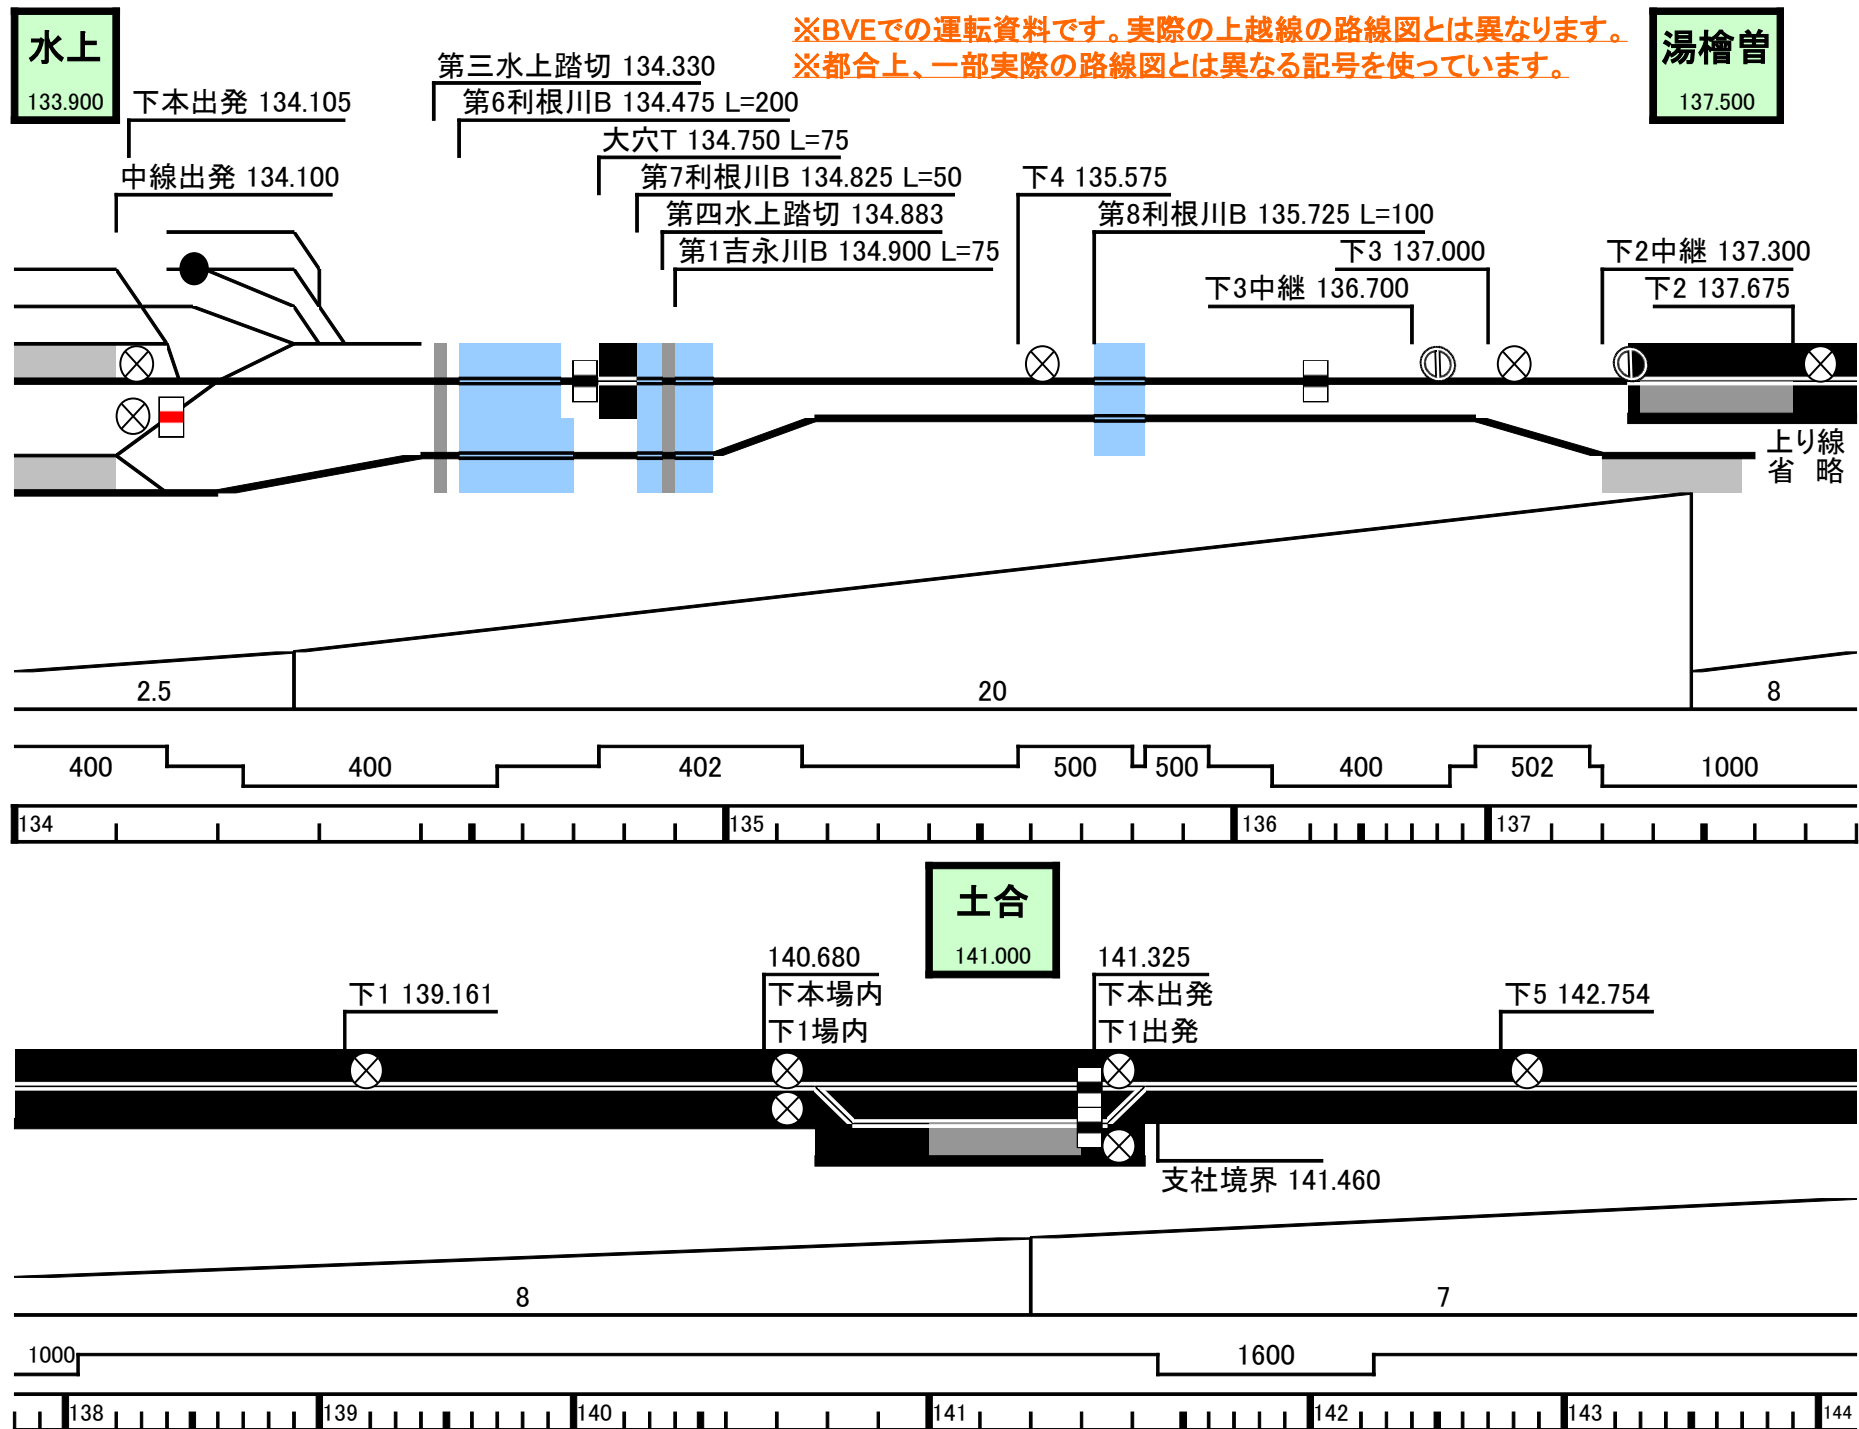 ※BVEでの運転資料です。実際の上越線の路線図とは異なります。
※都合上、一部実際の路線図とは異なる記号を使っています。
水上
133.900
湯檜曽
137.500
第三水上踏切 134.330
下本出発 134.105
第6利根川B 134.475 L=200
大穴T 134.750 L=75
中線出発 134.100
第7利根川B 134.825 L=50
下4 135.575
第四水上踏切 134.883
第8利根川B 135.725 L=100
第1吉永川B 134.900 L=75
下3 137.000
下2中継 137.300
下3中継 136.700
下2 137.675
上り線
省 略
2.5
20
8
400
400
402
500
500
400
502
1000
134
135
136
137
土合
141.000
140.680
下本場内
下1場内
141.325
下本出発
下1出発
下1 139.161
下5 142.754
支社境界 141.460
8
7
1000
1600
138
139
140
141
142
143
144